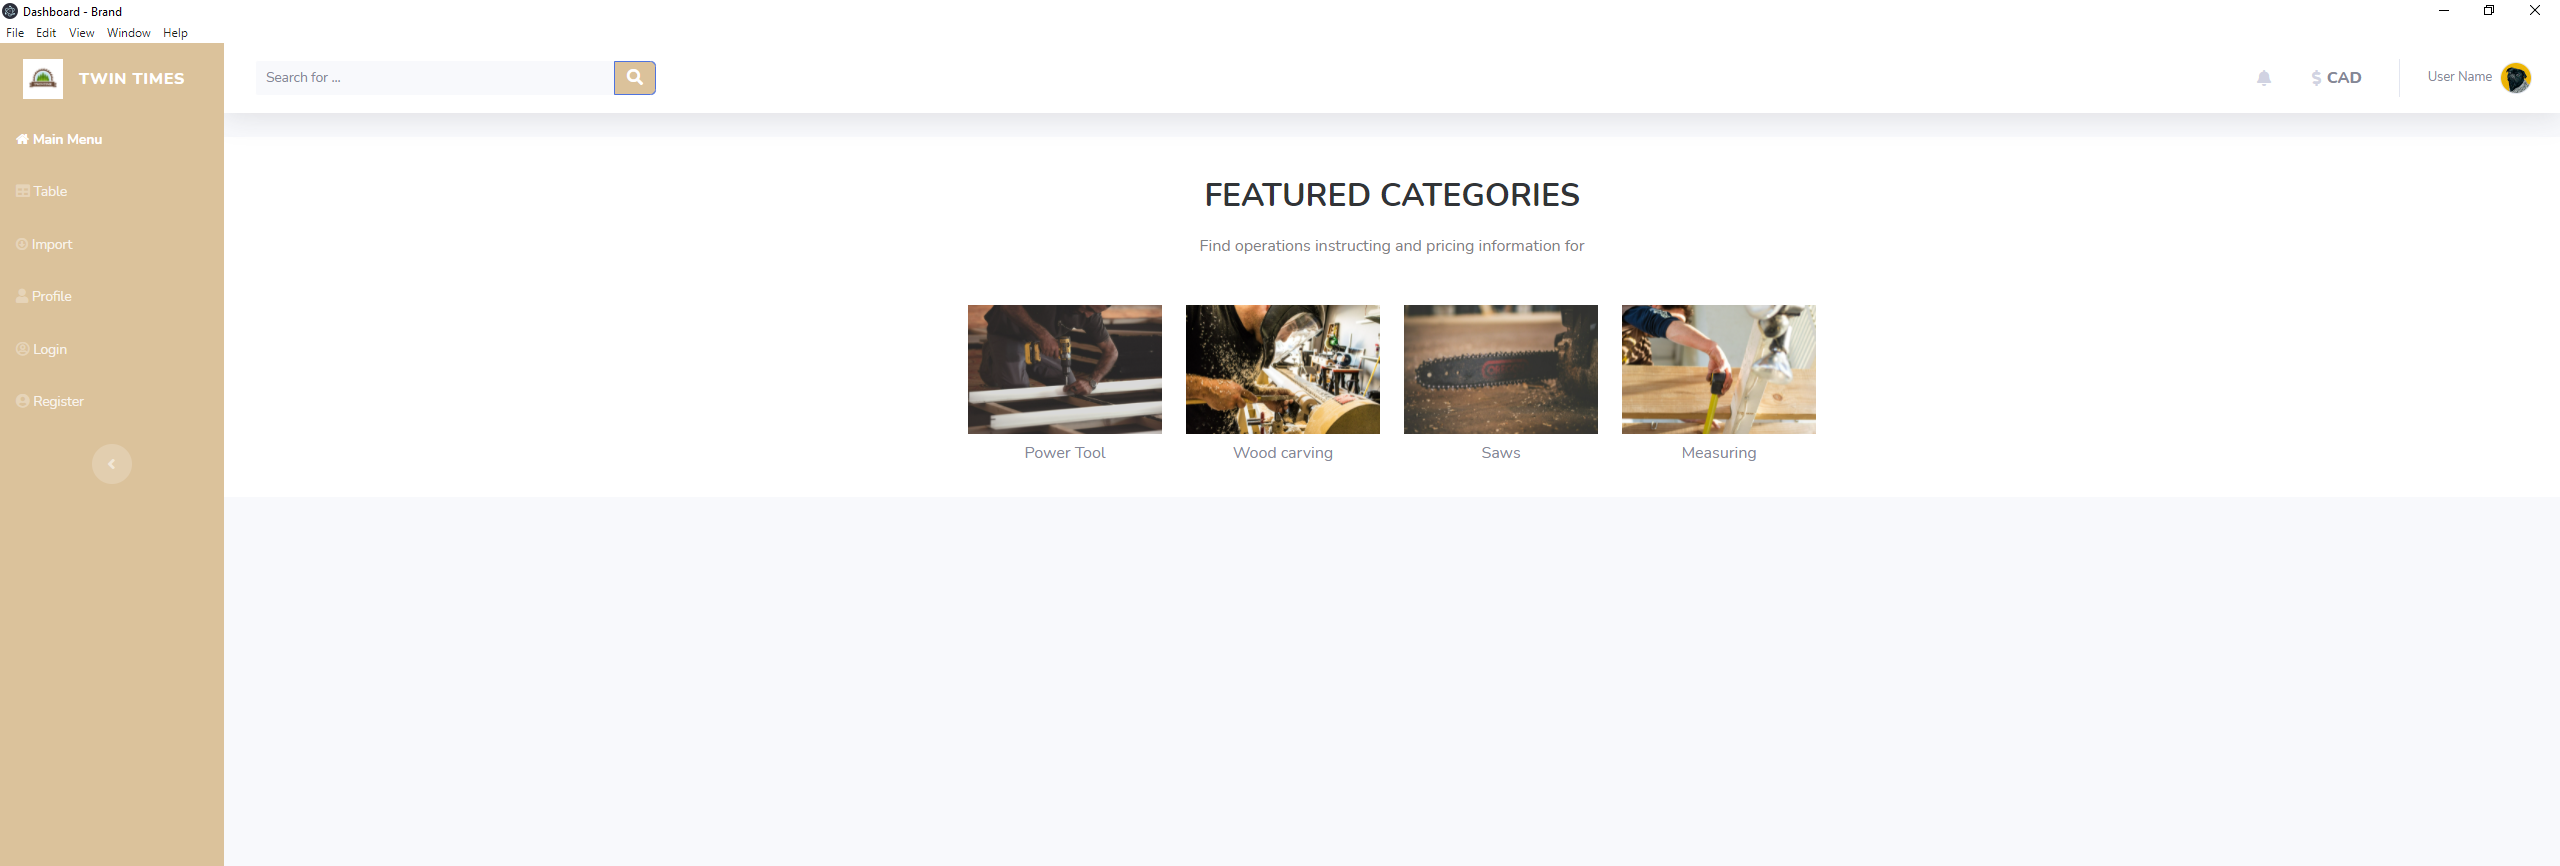 Dashboard - Brand
File Edit View Window Help
TWIN TIMES
Search for ...
$ CAD
User Name
Main Menu
Table
Import
Profile
Login
Register
FEATURED CATEGORIES
Find operations instructing and pricing information for
Power Tool
Wood carving
Saws
Measuring